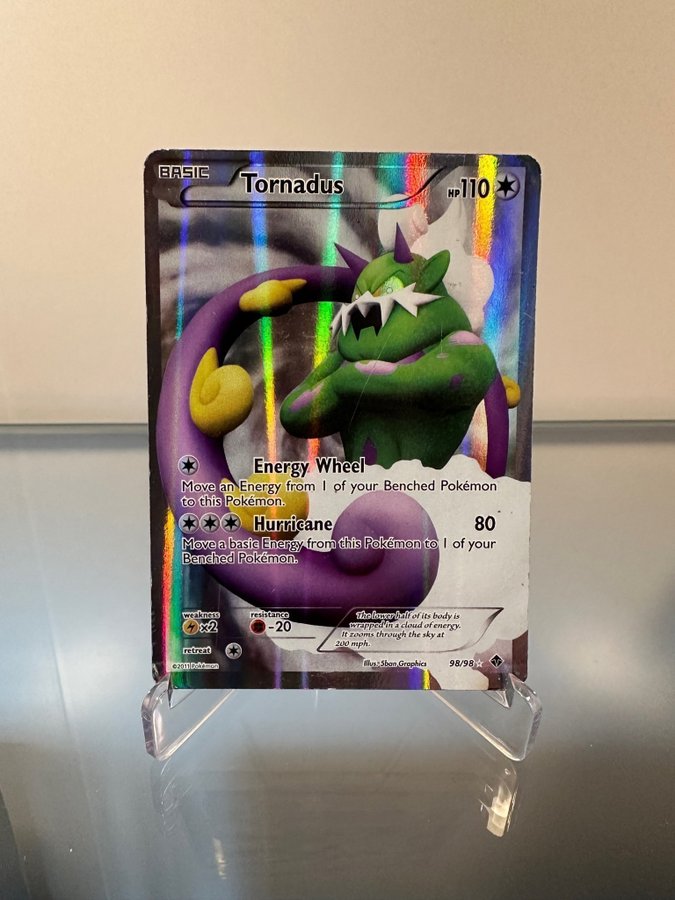 BASIC
Tornadus
HP110
Energy Wheel
Move an Energy from 1 of your Benched Pokémon
to this Pokémon.
Hurricane 80
Move a basic Energy from this Pokémon to 1 of your
Benched Pokémon.
weakness
×2
resistance
-20
retreat
The lower half of its body is
wrapped in a cloud of energy.
It zooms through the sky at
200 mph.
©2011 Pokémon
Illus. 5ban Graphics
98/98